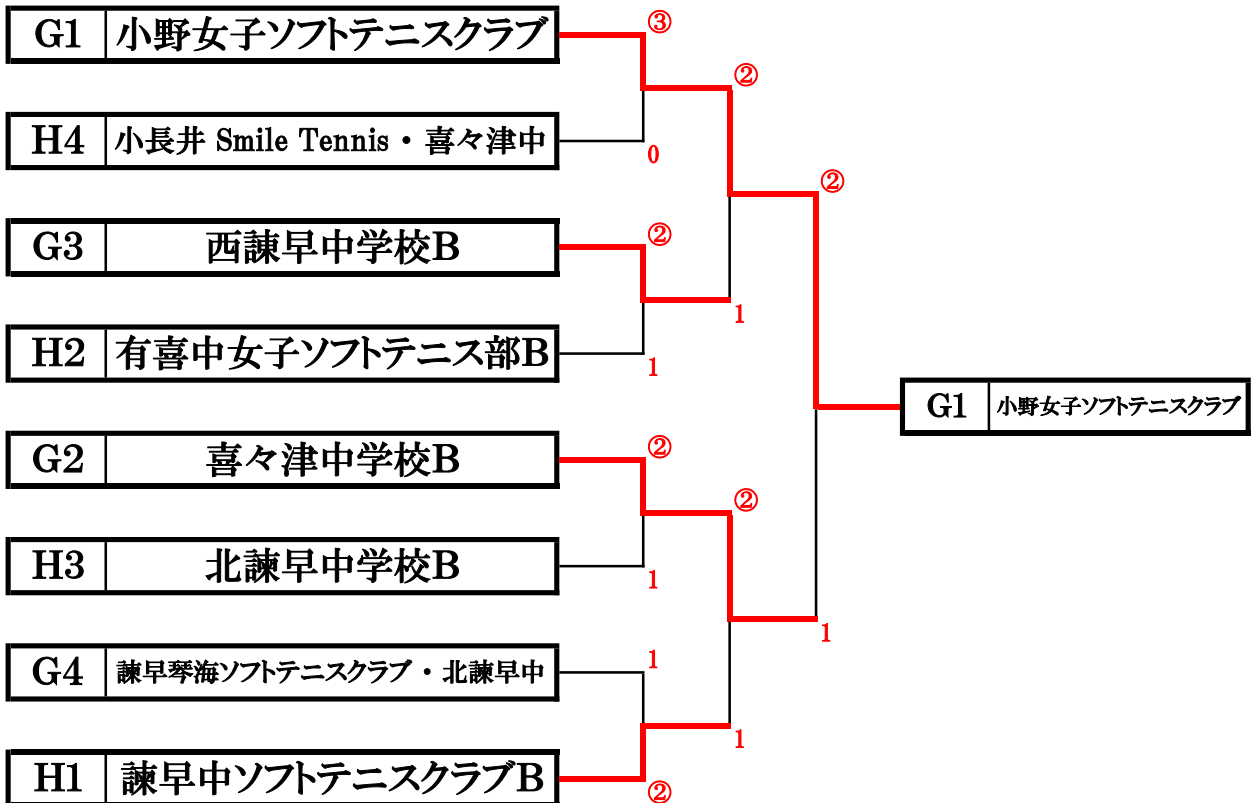 G1 小野女子ソフトテニスクラブ
③
②
H4 小長井 Smile Tennis・喜々津中
0
②
G3 西諫早中学校B
②
1
H2 有喜中女子ソフトテニス部B
1
G1 小野女子ソフトテニスクラブ
G2 喜々津中学校B
②
②
H3 北諫早中学校B
1
1
G4 諫早琴海ソフトテニスクラブ・北諫早中
1
1
H1 諫早中ソフトテニスクラブB
②